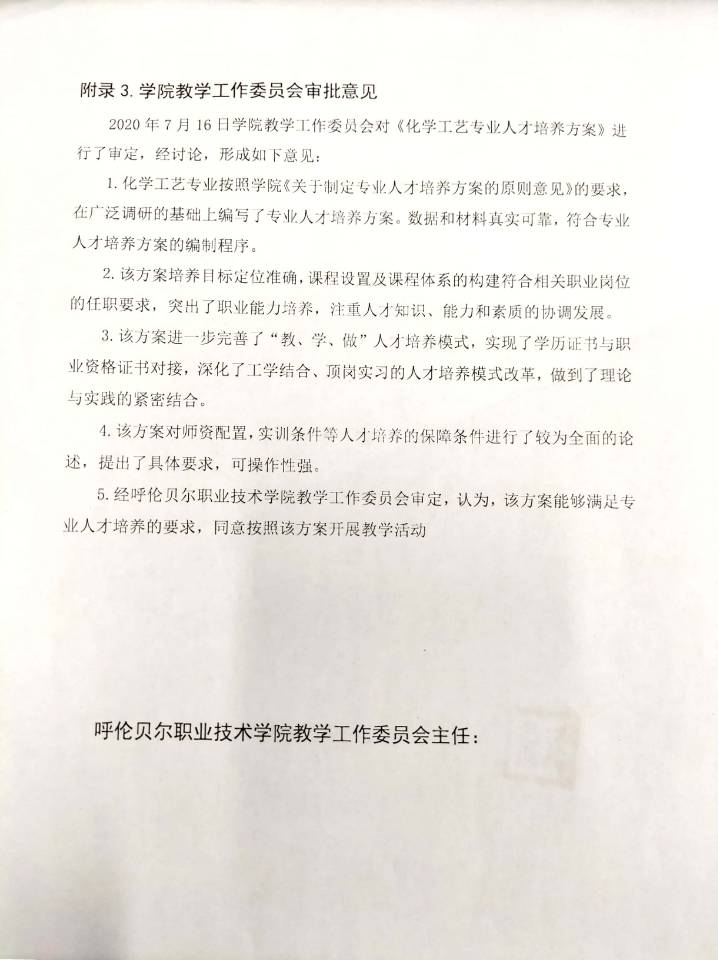 附录 3. 学院教学工作委员会审批意见
2020 年 7 月 16 日学院教学工作委员会对《化学工艺专业人才培养方案》进
行了审定，经讨论，形成如下意见：
1. 化学工艺专业按照学院《关于制定专业人才培养方案的原则意见》的要求，
在广泛调研的基础上编写了专业人才培养方案。数据和材料真实可靠，符合专业
人才培养方案的编制程序。
2. 该方案培养目标定位准确，课程设置及课程体系的构建符合相关职业岗位
的任职要求，突出了职业能力培养，注重人才知识、能力和素质的协调发展。
3. 该方案进一步完善了“教、学、做”人才培养模式，实现了学历证书与职
业资格证书对接，深化了工学结合、顶岗实习的人才培养模式改革，做到了理论
与实践的紧密结合。
4. 该方案对师资配置，实训条件等人才培养的保障条件进行了较为全面的论
述，提出了具体要求，可操作性强。
5. 经呼伦贝尔职业技术学院教学工作委员会审定，认为，该方案能够满足专
业人才培养的要求，同意按照该方案开展教学活动
呼伦贝尔职业技术学院教学工作委员会主任：